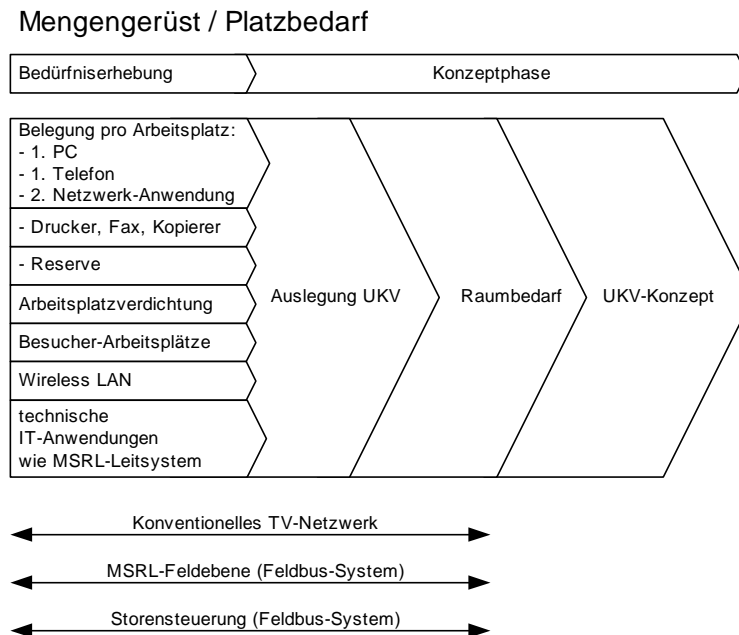 Mengengerüst / Platzbedarf
Bedürfniserhebung
Konzeptphase
Belegung pro Arbeitsplatz:
- 1. PC
- 1. Telefon
- 2. Netzwerk-Anwendung
- Drucker, Fax, Kopierer
- Reserve
Arbeitsplatzverdichtung
Besucher-Arbeitsplätze
Wireless LAN
technische
IT-Anwendungen
wie MSRL-Leitsystem
Auslegung UKV
Raumbedarf
UKV-Konzept
Konventionelles TV-Netzwerk
MSRL-Feldebene (Feldbus-System)
Storensteuerung (Feldbus-System)